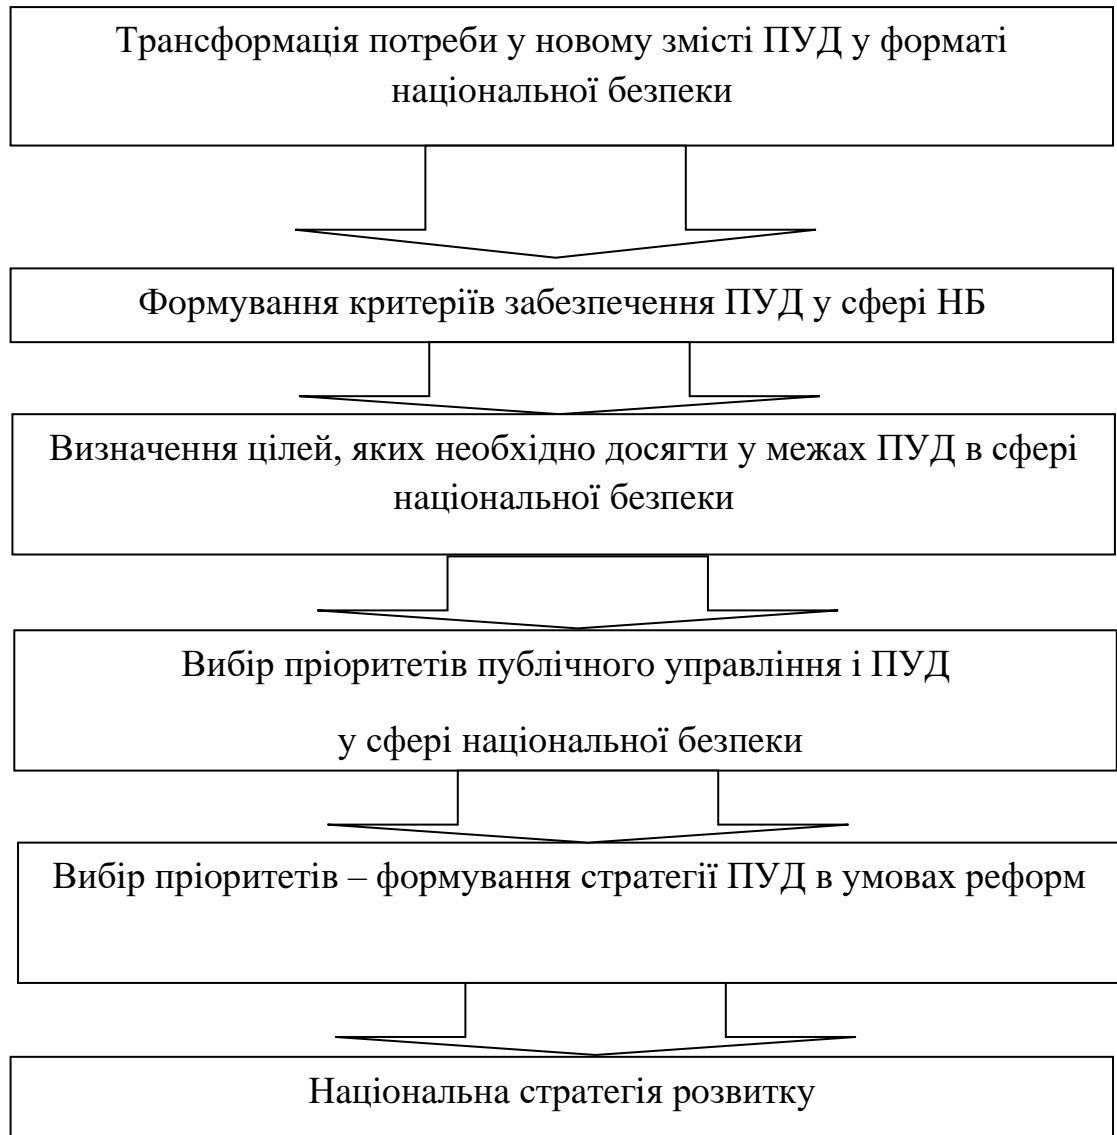 Трансформація потреби у новому змісті ПУД у форматі
національної безпеки
Формування критеріїв забезпечення ПУД у сфері НБ
Визначення цілей, яких необхідно досягти у межах ПУД в сфері
національної безпеки
Вибір пріоритетів публічного управління і ПУД
у сфері національної безпеки
Вибір пріоритетів – формування стратегії ПУД в умовах реформ
Національна стратегія розвитку